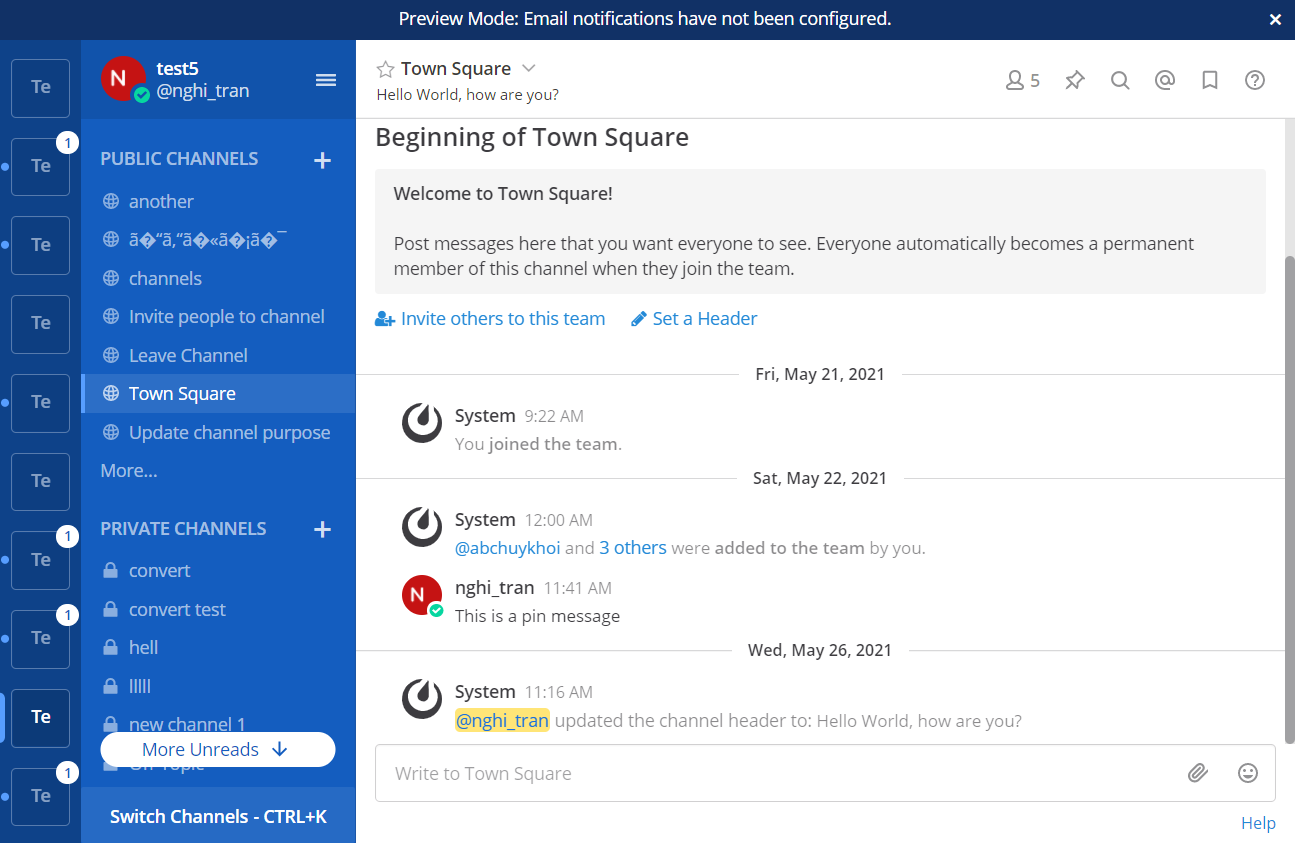 Preview Mode: Email notifications have not been configured.
Te
1
Te
Te
Te
Te
Te
1
Te
1
Te
Te
1
Te
N
test5
@nghi_tran
PUBLIC CHANNELS
another
channels
Invite people to channel
Leave Channel
Town Square
Update channel purpose
More...
PRIVATE CHANNELS
convert
convert test
hell
lllll
new channel 1
More Unreads
Off-Topic
Switch Channels - CTRL+K
Town Square
Hello World, how are you?
5
Beginning of Town Square
Welcome to Town Square!
Post messages here that you want everyone to see. Everyone automatically becomes a permanent
member of this channel when they join the team.
Invite others to this team Set a Header
Fri, May 21, 2021
System 9:22 AM
You joined the team.
Sat, May 22, 2021
System 12:00 AM
@abchuykhoi and 3 others were added to the team by you.
N
nghi_tran 11:41 AM
This is a pin message
Wed, May 26, 2021
System 11:16 AM
@nghi_tran updated the channel header to: Hello World, how are you?
Write to Town Square
Help